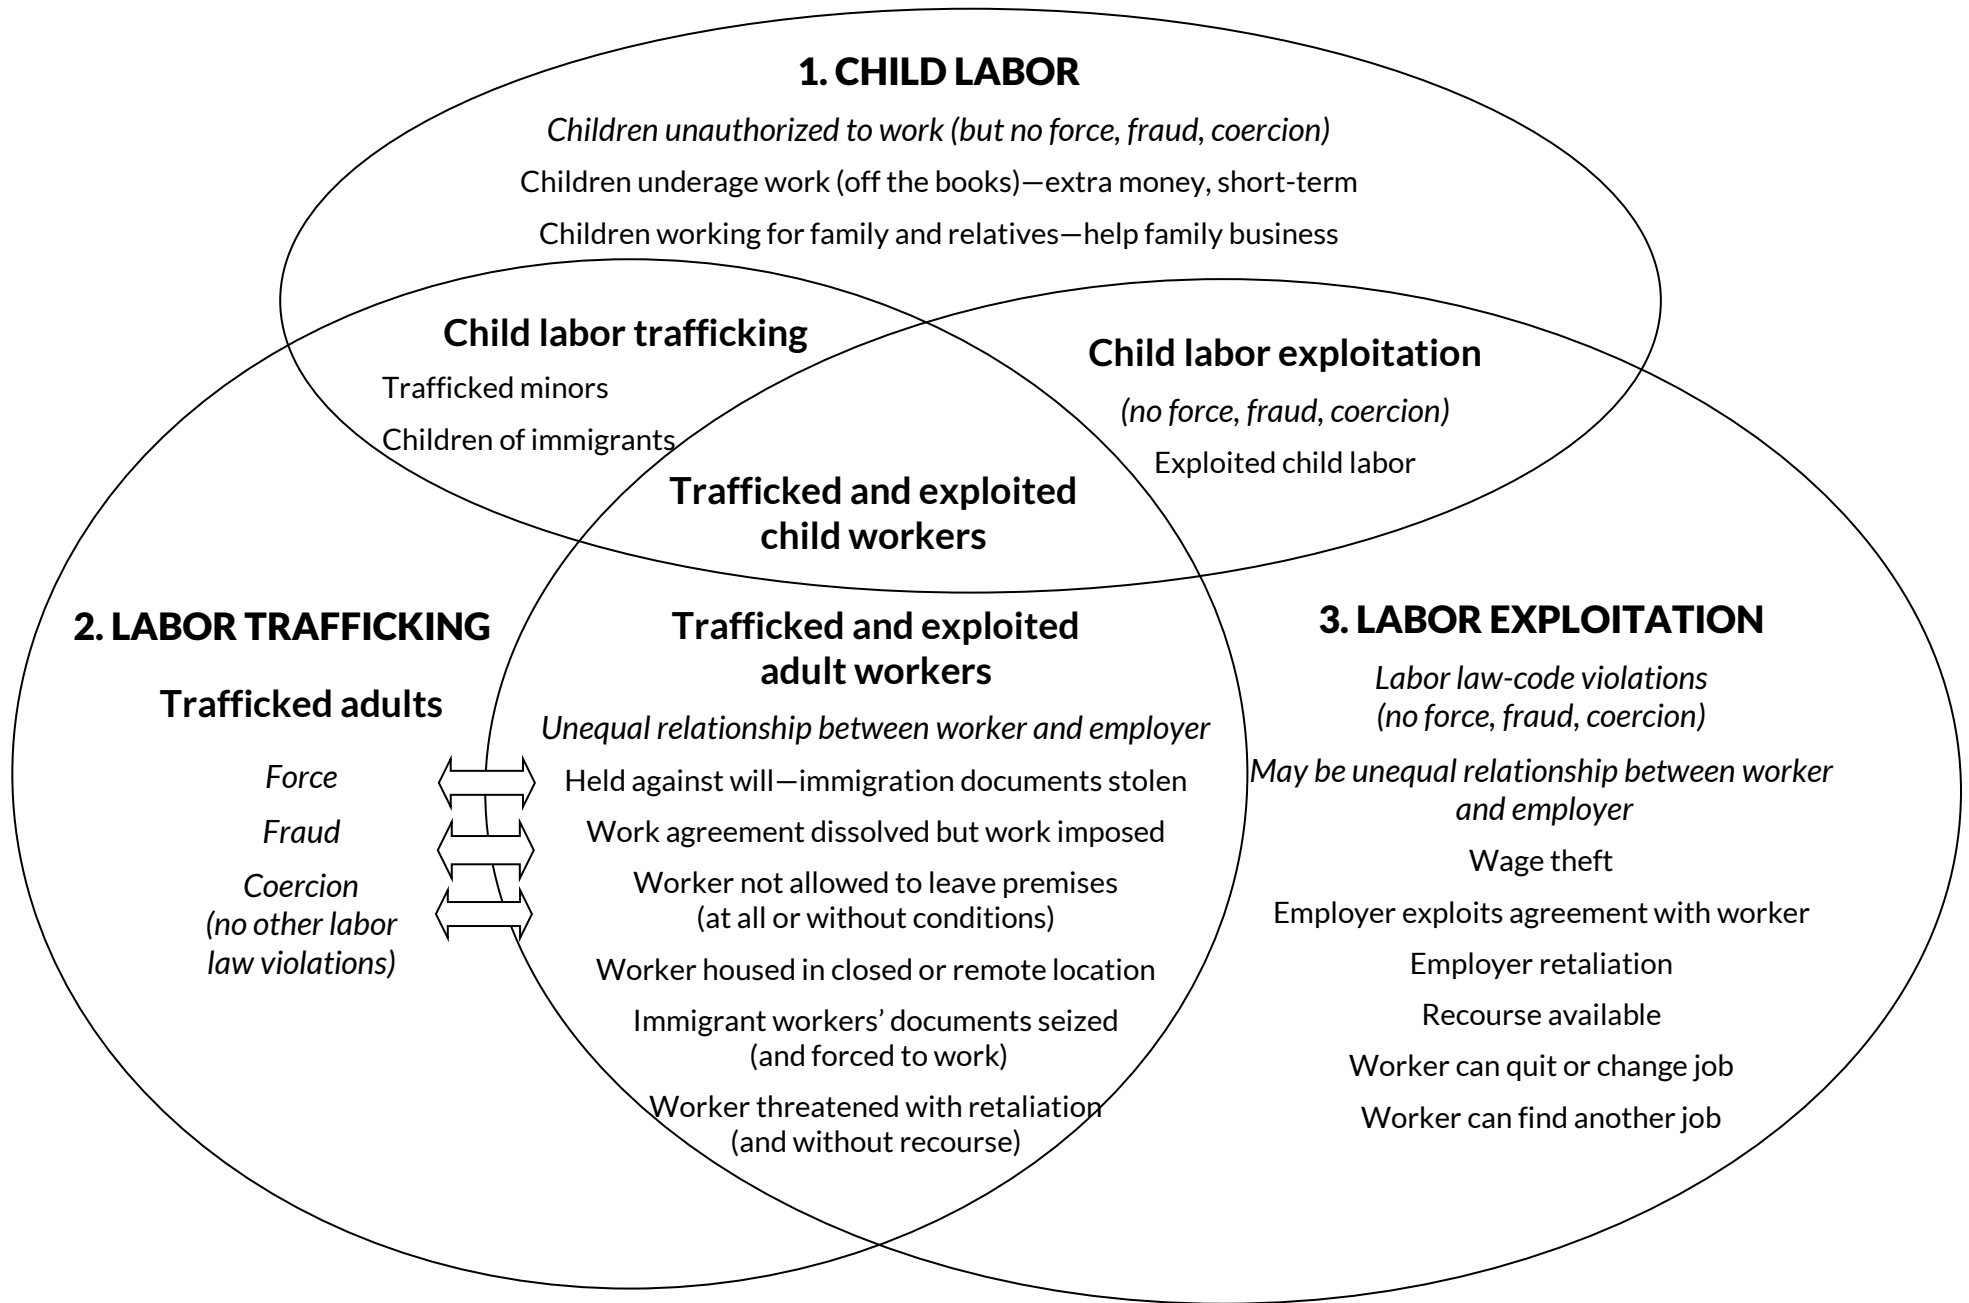 1. CHILD LABOR
Children unauthorized to work (but no force, fraud, coercion)
Children underage work (off the books)—extra money, short-term
Children working for family and relatives—help family business
Child labor trafficking
Trafficked minors
Children of immigrants
Child labor exploitation
(no force, fraud, coercion)
Exploited child labor
Trafficked and exploited
child workers
2. LABOR TRAFFICKING
Trafficked adults
Force
Fraud
Coercion
(no other labor
law violations)
Trafficked and exploited
adult workers
Unequal relationship between worker and employer
Held against will—immigration documents stolen
Work agreement dissolved but work imposed
Worker not allowed to leave premises
(at all or without conditions)
Worker housed in closed or remote location
Immigrant workers’ documents seized
(and forced to work)
Worker threatened with retaliation
(and without recourse)
3. LABOR EXPLOITATION
Labor law-code violations
(no force, fraud, coercion)
May be unequal relationship between worker
and employer
Wage theft
Employer exploits agreement with worker
Employer retaliation
Recourse available
Worker can quit or change job
Worker can find another job